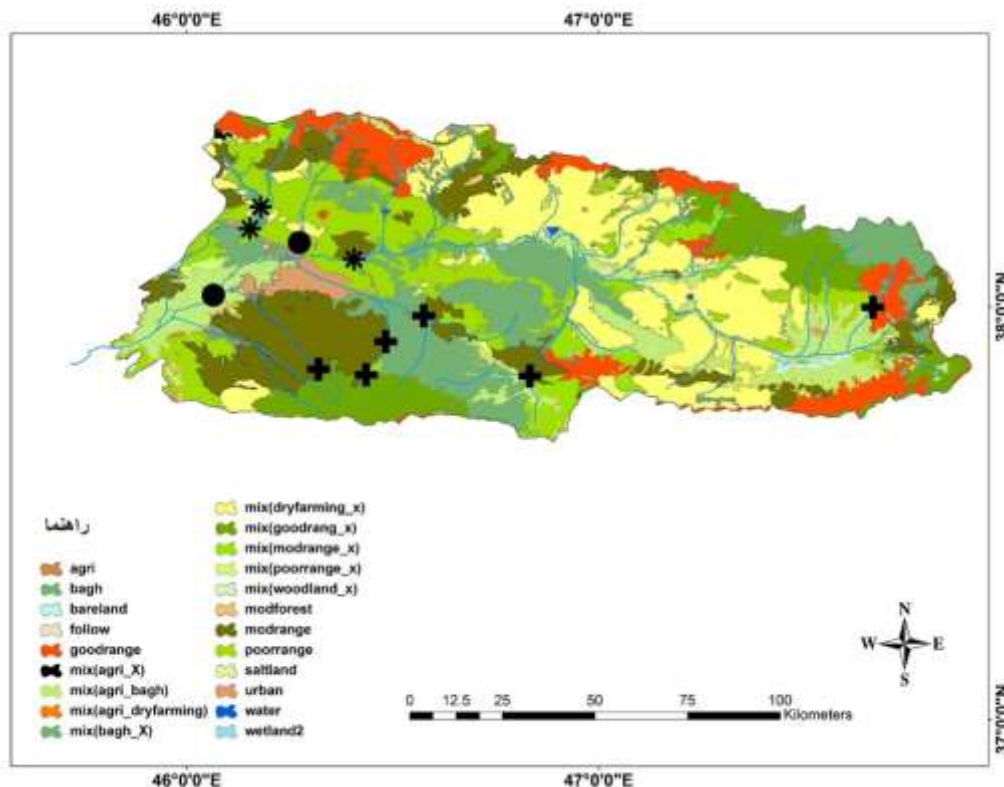 46°0'0"E
47°0'0"E
38°0'0"N
راهنما
agri
bagh
bareland
follow
goodrange
mix(agri_X)
mix(agri_bagh)
mix(agri_dryfarming)
mix(bagh_X)
mix(dryfarming_x)
mix(goodrang_x)
mix(modrange_x)
mix(poorrange_x)
mix(woodland_x)
modforest
modrange
poorrange
saltland
urban
water
wetland2
N
W E
S
0 12.5 25 50 75 100
Kilometers
37°0'0"N
46°0'0"E
47°0'0"E